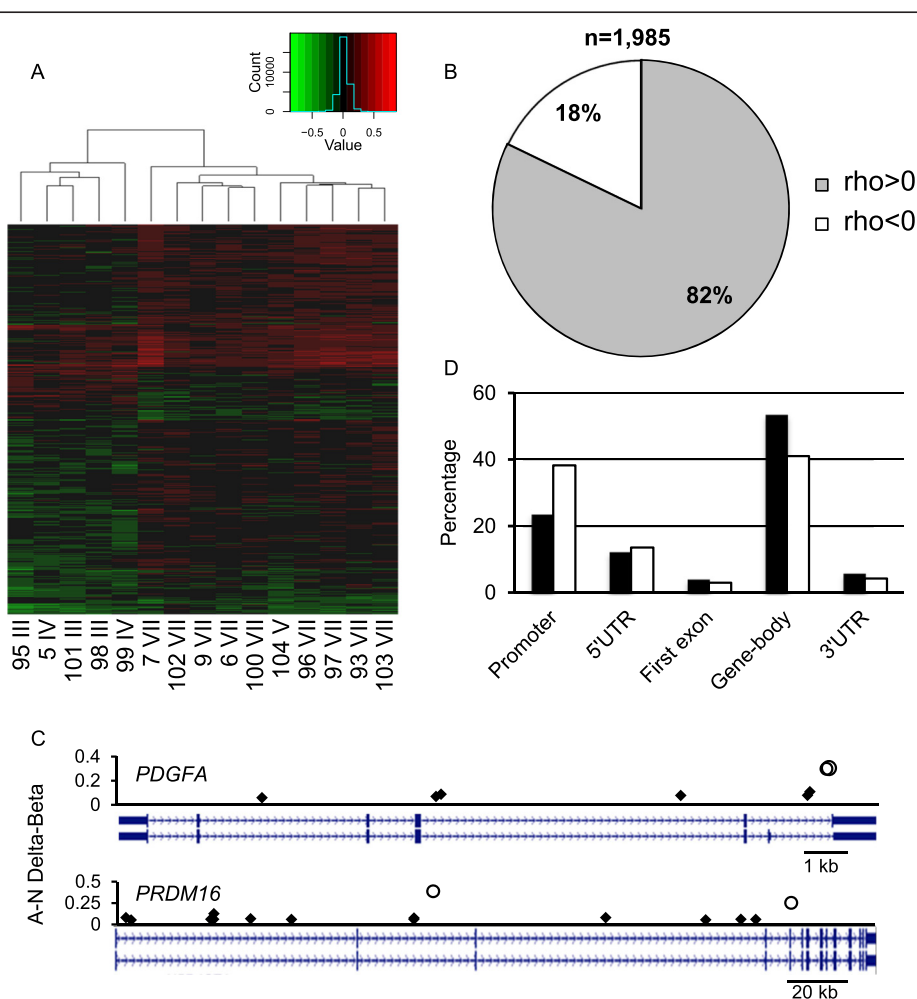 A
Count
0
10000
−0.5
0
0.5
Value
95 III
5 IV
101 III
98 III
99 IV
7 VII
102 VII
9 VII
6 VII
100 VII
104 V
96 VII
97 VII
93 VII
103 VII
B
n=1,985
18%
82%
rho>0
rho<0
D
Percentage
60
40
20
0
Promoter
5'UTR
First exon
Gene-body
3'UTR
C
A-N Delta-Beta
0.4
0.2
0
PDGFA
1 kb
0.5
0.25
0
PRDM16
20 kb